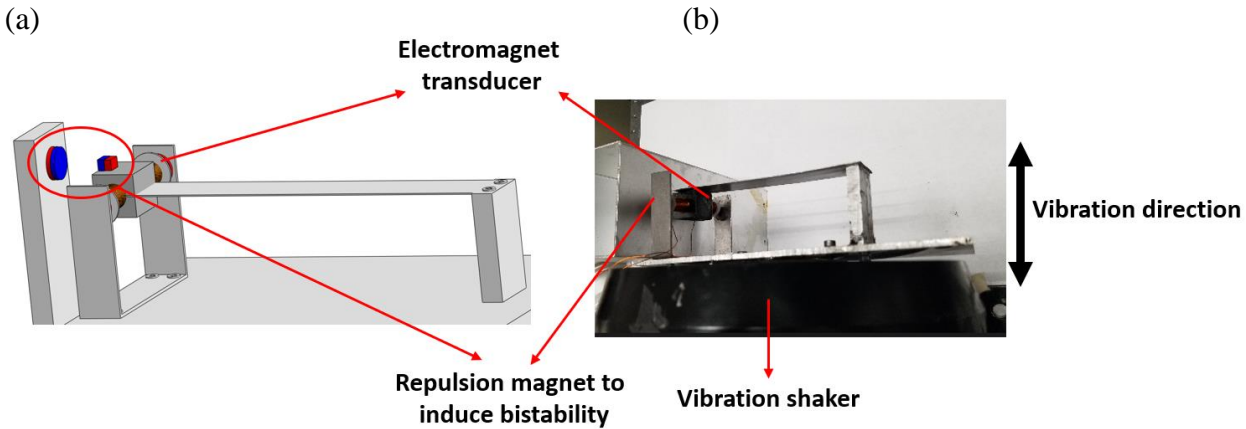 (a)
(b)
Electromagnet
transducer
Vibration direction
Repulsion magnet to
induce bistability
Vibration shaker